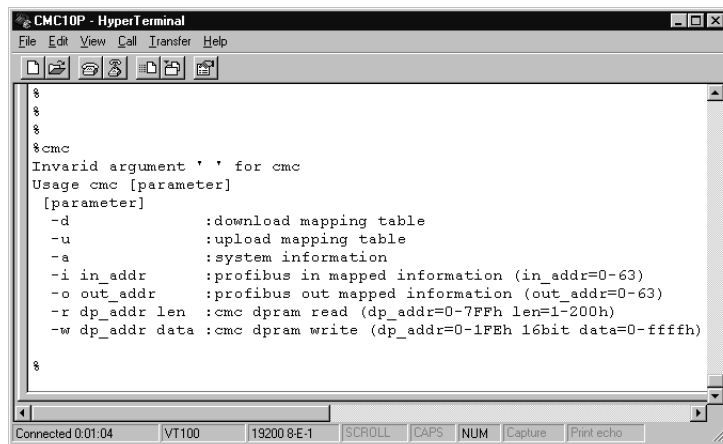 CMC10P - HyperTerminal
File Edit View Call Transfer Help
%
%
%
%cmc
Invarid argument ' ' for cmc
Usage cmc [parameter]
[parameter]
-d :download mapping table
-u :upload mapping table
-a :system information
-i in_addr :profibus in mapped information (in_addr=0-63)
-o out_addr :profibus out mapped information (out_addr=0-63)
-r dp_addr len :cmc dpram read (dp_addr=0-7FFh len=1-200h)
-w dp_addr data :cmc dpram write (dp_addr=0-1FEh 16bit data=0-ffffh)
%
Connected 0:01:04 VT100 19200 8-E-1 SCROLL CAPS NUM Capture Print echo